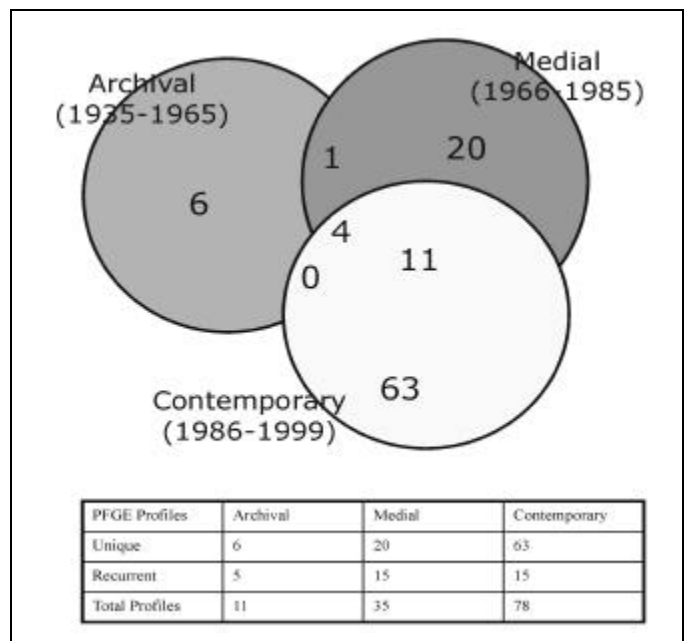 Archival
(1935-1965)
Medial
(1966-1985)
1
20
6
4
11
0
63
Contemporary
(1986-1999)
PFGE Profiles Archival Medial Contemporary
Unique 6 20 63
Recurrent 5 15 15
Total Profiles 11 35 78